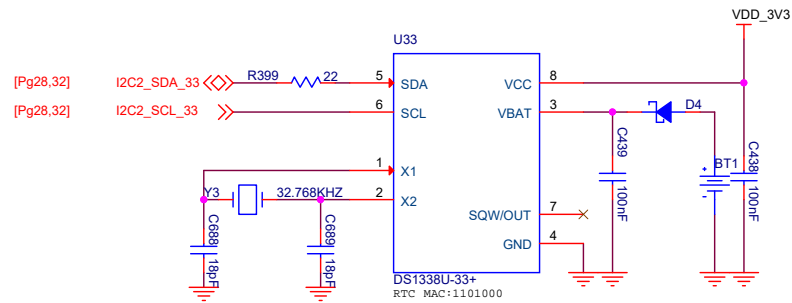 VDD_3V3
U33
[Pg28,32] I2C2_SDA_33 R399 22 5 SDA VCC 8
[Pg28,32] I2C2_SCL_33 6 SCL VBAT 3 D4
C439 100nF
BT1
+
-
C438 100nF
1 X1
Y3 32.768KHZ 2 X2
SQW/OUT 7
C688 18pF
C689 18pF
GND 4
DS1338U-33+
RTC MAC:1101000